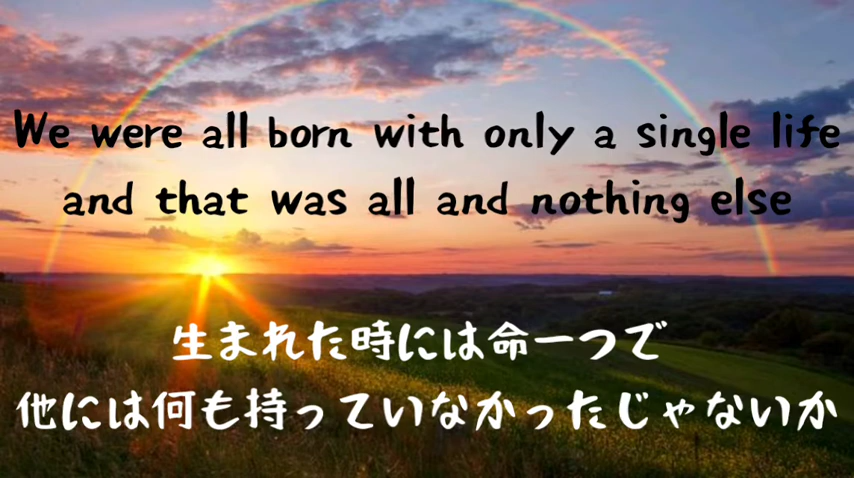 We were all born with only a single life
and that was all and nothing else
生まれた時には命一つで
他には何も持っていなかったじゃないか